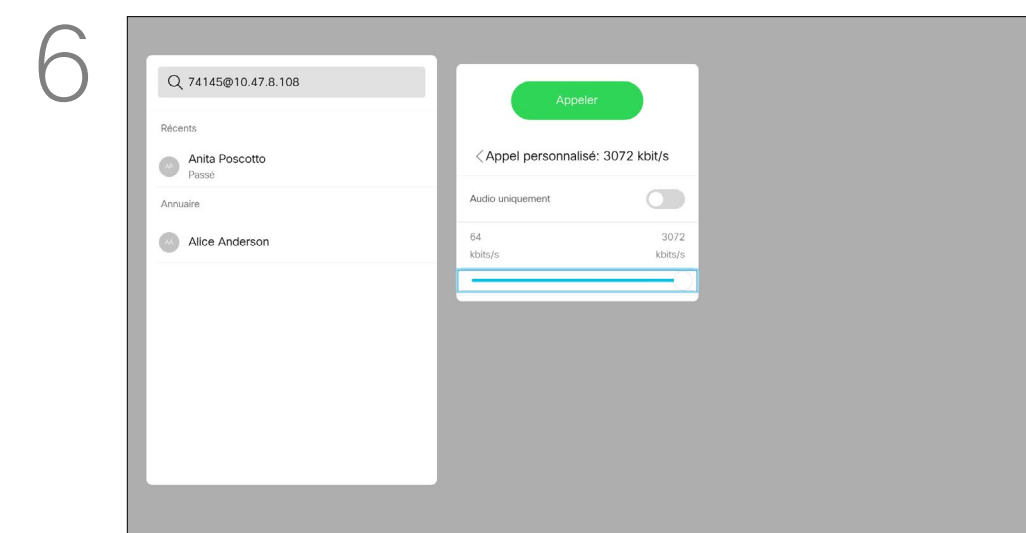 6
74145@10.47.8.108
Récents
AP
Anita Poscotto
Passé
Annuaire
AA
Alice Anderson
Appeler
Appel personnalisé: 3072 kbit/s
Audio uniquement
64
3072
kbits/s
kbits/s